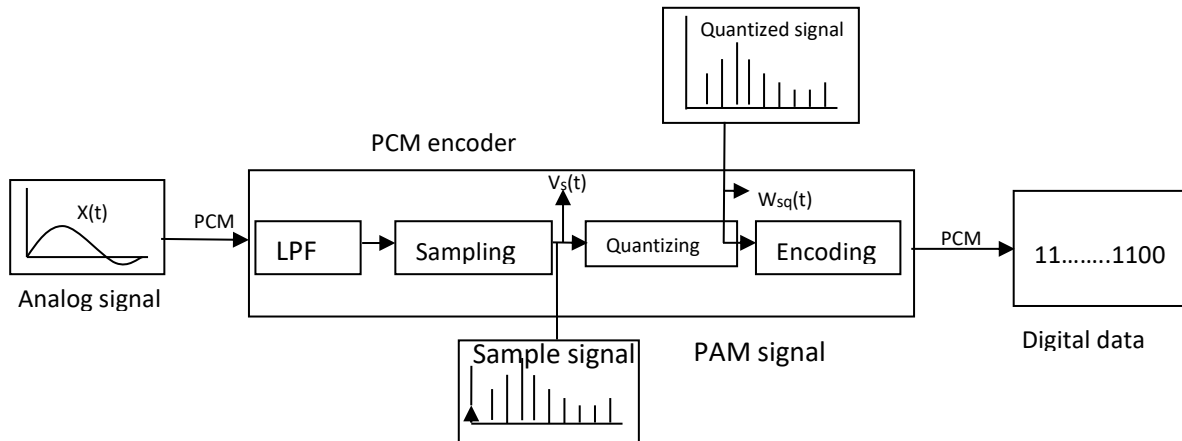 Quantized signal
PCM encoder
Vs(t)
Wsq(t)
X(t)
PCM
LPF
Sampling
Quantizing
Encoding
PCM
11........1100
Analog signal
Sample signal
PAM signal
Digital data